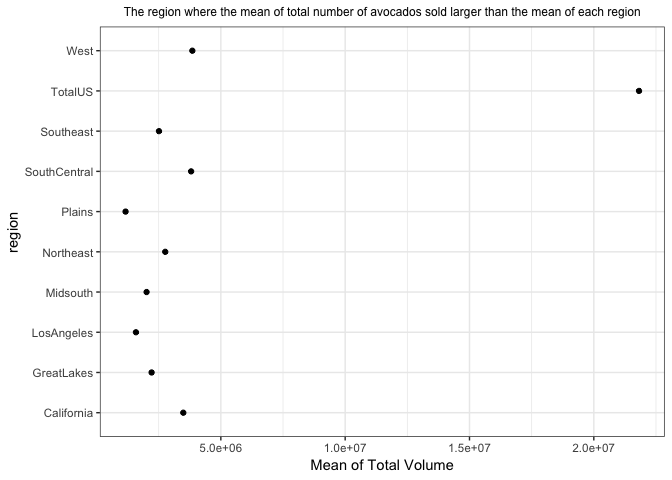 The region where the mean of total number of avocados sold larger than the mean of each region
West
TotalUS
Southeast
SouthCentral
Plains
Northeast
Midsouth
LosAngeles
GreatLakes
California
region
5.0e+06 1.0e+07 1.5e+07 2.0e+07
Mean of Total Volume